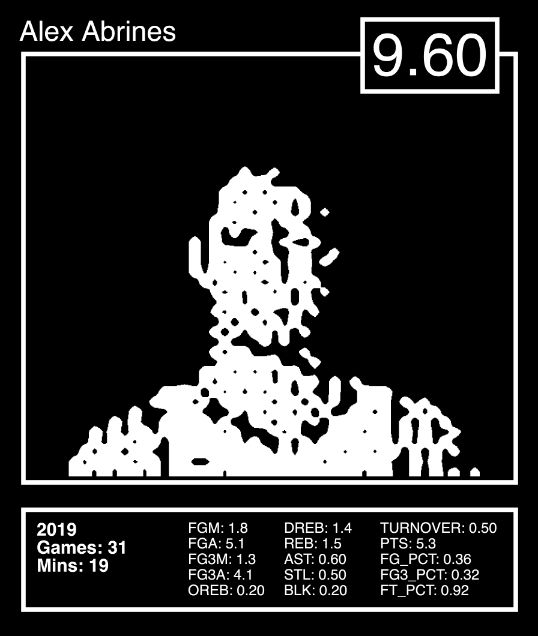 Alex Abrines
9.60
2019
Games: 31
Mins: 19
FGM: 1.8
FGA: 5.1
FG3M: 1.3
FG3A: 4.1
OREB: 0.20
DREB: 1.4
REB: 1.5
AST: 0.60
STL: 0.50
BLK: 0.20
TURNOVER: 0.50
PTS: 5.3
FG_PCT: 0.36
FG3_PCT: 0.32
FT_PCT: 0.92